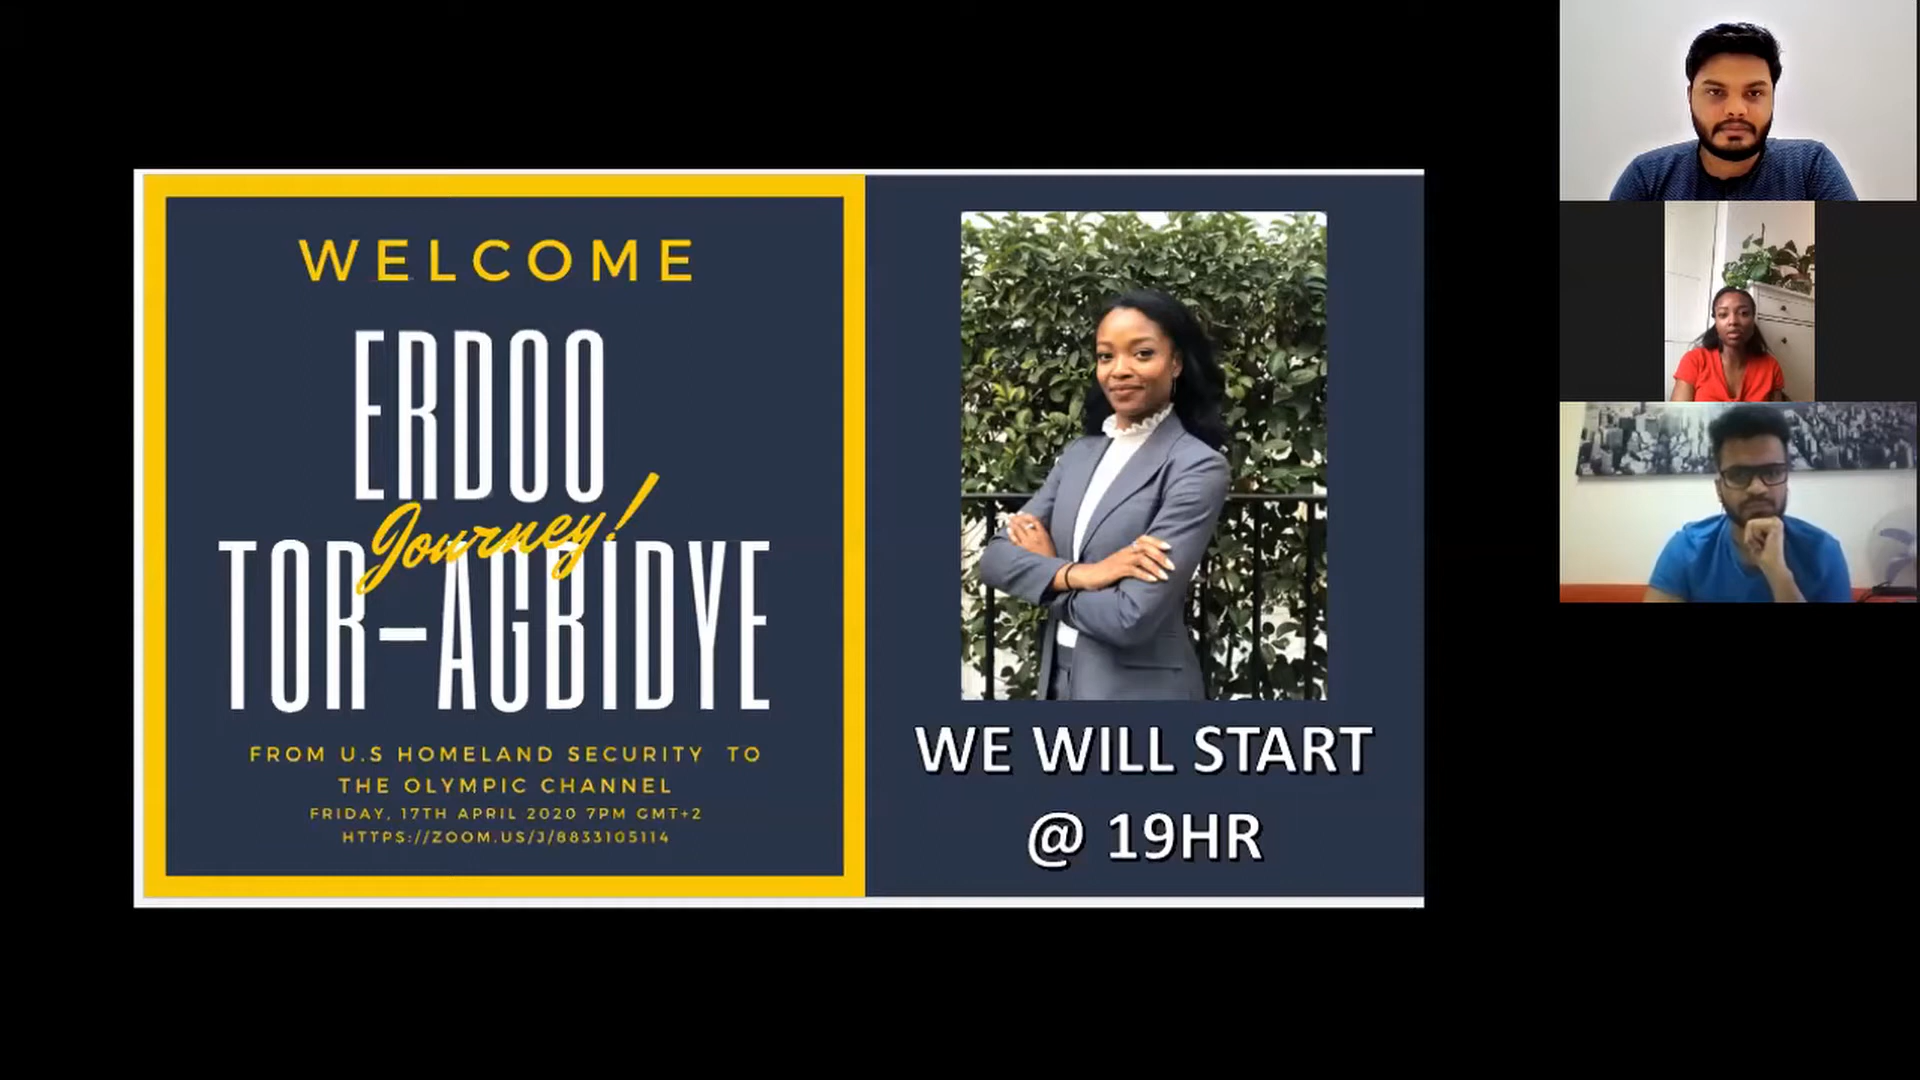 WELCOME
ERDOO
Journey!
TOR-AGBIDYE
FROM U.S HOMELAND SECURITY TO
THE OLYMPIC CHANNEL
FRIDAY, 17TH APRIL 2020 7PM GMT+2
HTTPS://ZOOM.US/J/8833105114
WE WILL START
@ 19HR